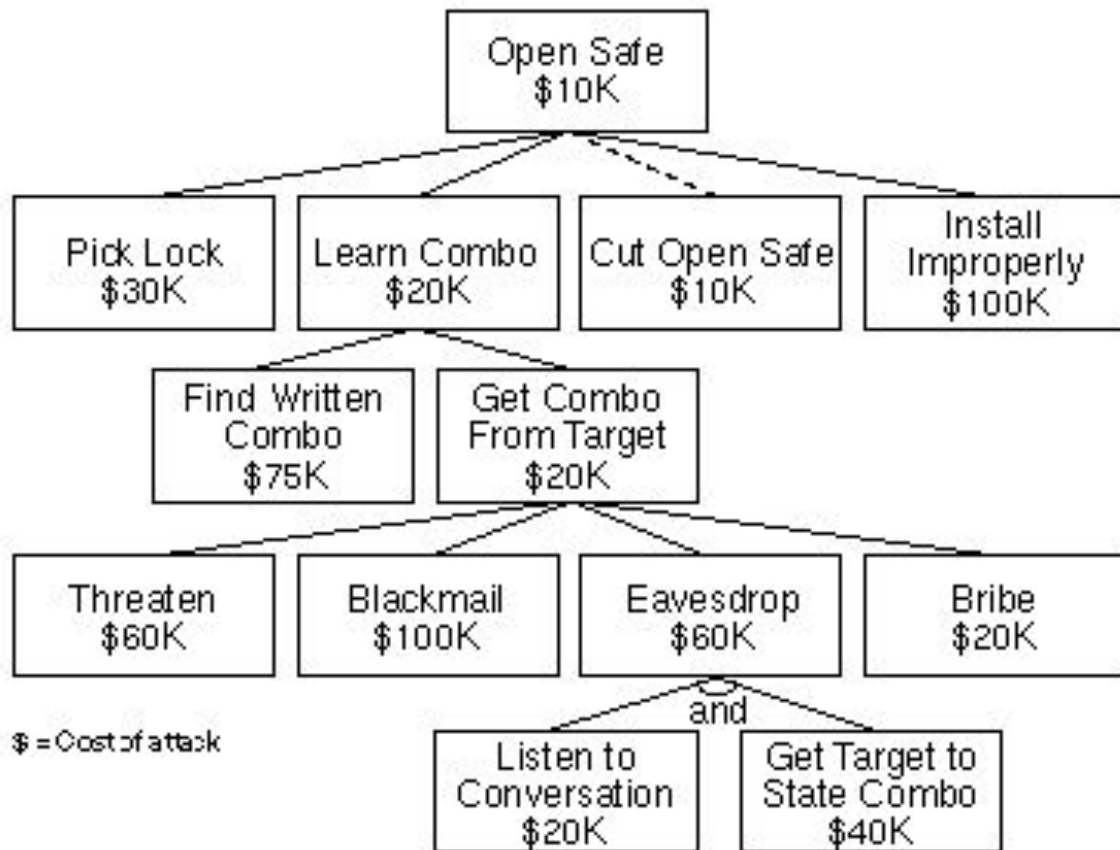 Open Safe
$10K
Pick Lock
$30K
Learn Combo
$20K
Cut Open Safe
$10K
Install
Improperly
$100K
Find Written
Combo
$75K
Get Combo
From Target
$20K
Threaten
$60K
Blackmail
$100K
Eavesdrop
$60K
Bribe
$20K
and
$ = Cost of attack
Listen to
Conversation
$20K
Get Target to
State Combo
$40K